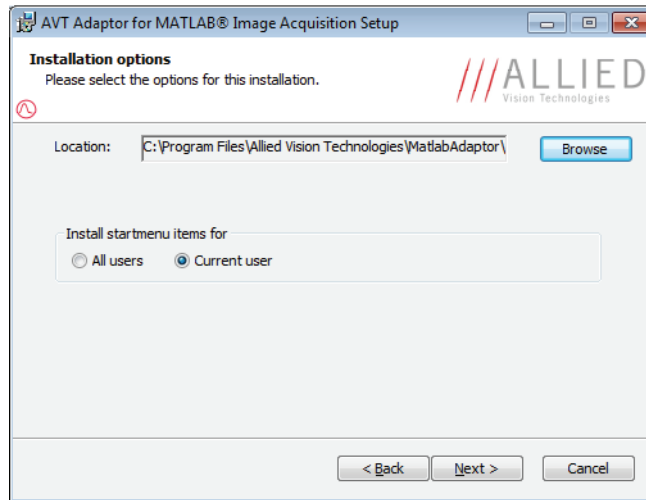 AVT Adaptor for MATLAB® Image Acquisition Setup
Installation options
Please select the options for this installation.
ALLIED
Vision Technologies
Location: C:\Program Files\Allied Vision Technologies\MatlabAdaptor\ Browse
Install startmenu items for
All users Current user
< Back Next > Cancel